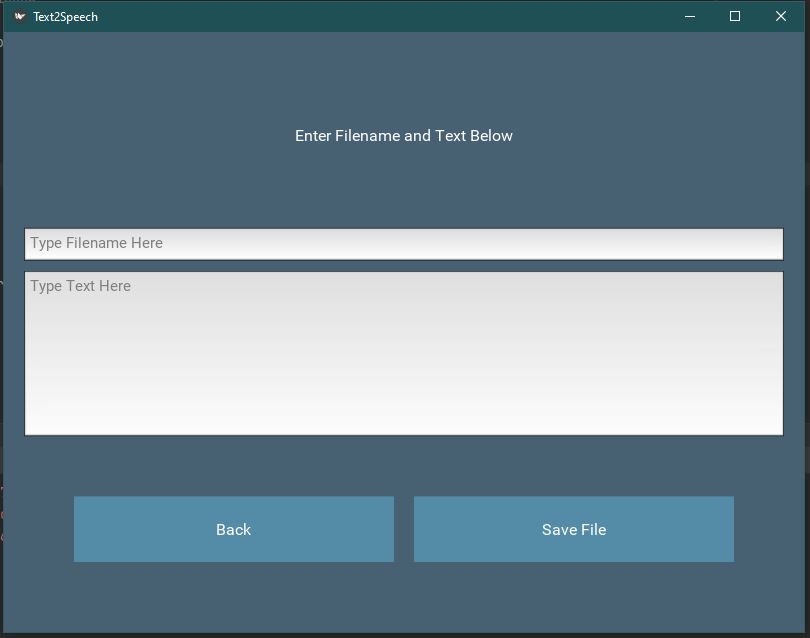 Text2Speech
Enter Filename and Text Below
Type Filename Here
Type Text Here
Back
Save File